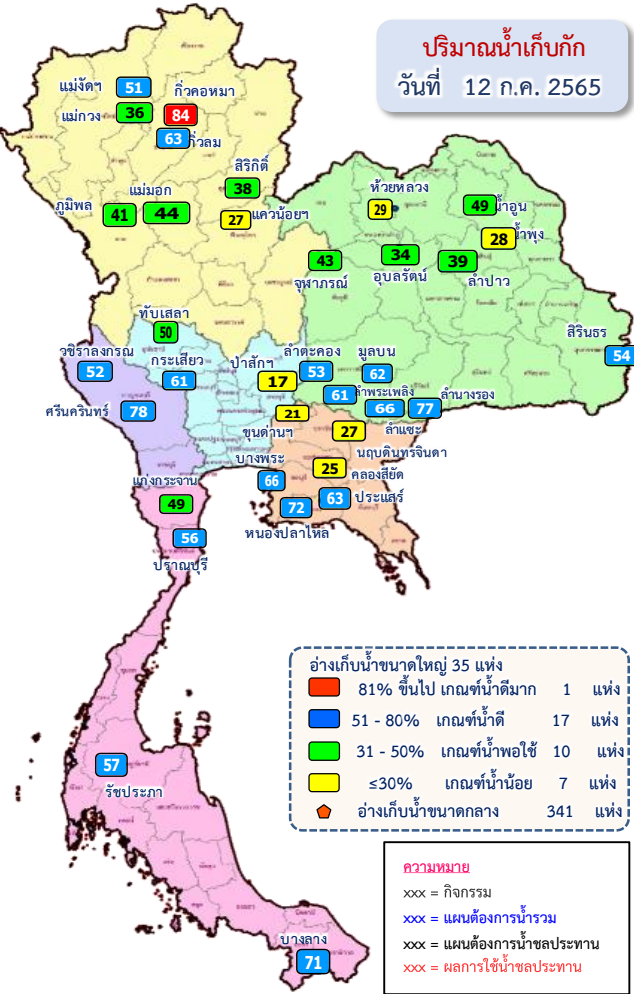 ปริมาณน้ำเก็บกัก
วันที่ 12 ก.ค. 2565
แม่งัดฯ 51
กิ่วคอหมา 84
แม่กวง 36
63 กิ่วลม
สิริกิติ์ 38
แม่มอก 44
ภูมิพล 41
27 แควน้อยฯ
ห้วยหลวง 29
49 น้ำอูน
28 น้ำพุง
43 จุฬาภรณ์
34 อุบลรัตน์
39 ลำปาว
สิรินธร 54
ทับเสลา 50
วชิราลงกรณ 52
กระเสียว 61
ป่าสักฯ 17
ลำตะคอง 53
มูลบน 62
61 ลำพระเพลิง
66 ลำแซะ
77 ลำนางรอง
ศรีนครินทร์ 78
21 ขุนด่านฯ
27 นฤบดินทรจินดา
25 คลองสียัด
บางพระ 66
63 ประแสร์
72 หนองปลาไหล
แก่งกระจาน 49
56 ปราณบุรี
57 รัชประภา
บางลาง 71
อ่างเก็บน้ำขนาดใหญ่ 35 แห่ง
81% ขึ้นไป เกณฑ์น้ำดีมาก 1 แห่ง
51 - 80% เกณฑ์น้ำดี 17 แห่ง
31 - 50% เกณฑ์น้ำพอใช้ 10 แห่ง
≤30% เกณฑ์น้ำน้อย 7 แห่ง
อ่างเก็บน้ำขนาดกลาง 341 แห่ง
ความหมาย
xxx = กิจกรรม
xxx = แผนต้องการน้ำรวม
xxx = แผนต้องการน้ำชลประทาน
xxx = ผลการใช้น้ำชลประทาน